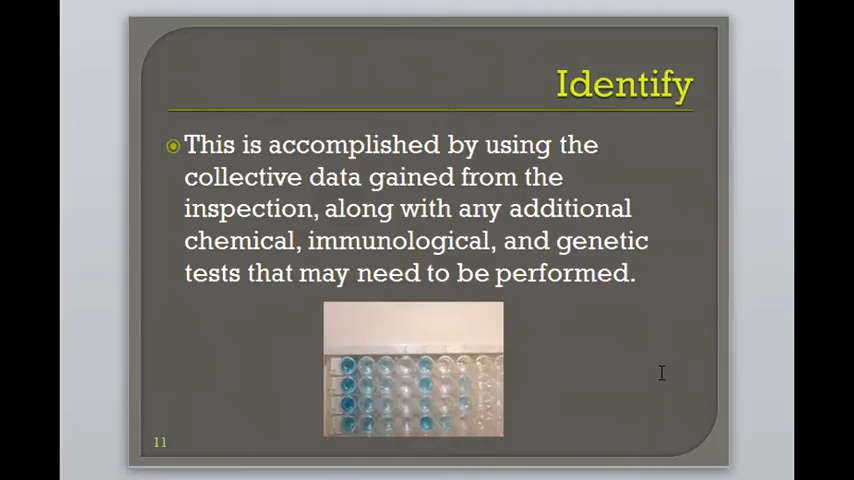 Identify
This is accomplished by using the
collective data gained from the
inspection, along with any additional
chemical, immunological, and genetic
tests that may need to be performed.
11